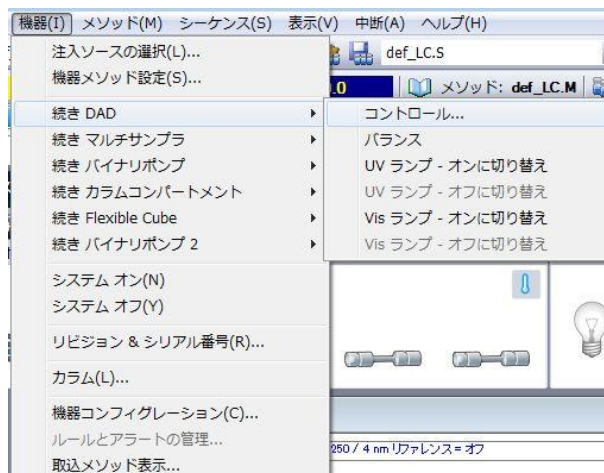 機器(I) メソッド(M) シーケンス(S) 表示(V) 中断(A) ヘルプ(H)
注入ソースの選択(L)...
def_LC.S
機器メソッド設定(S)...
.0
メソッド: def_LC.M
続き DAD
コントロール...
続き マルチサンプラ
バランス
続き バイナリポンプ
UV ランプ - オンに切り替え
続き カラムコンパートメント
UV ランプ - オフに切り替え
続き Flexible Cube
Vis ランプ - オンに切り替え
続き バイナリポンプ 2
Vis ランプ - オフに切り替え
システム オン(N)
システム オフ(Y)
リビジョン & シリアル番号(R)...
カラム(L)...
機器コンフィグレーション(C)...
ルールとアラートの管理...
250 / 4 nm リファレンス = オフ
取込メソッド表示...